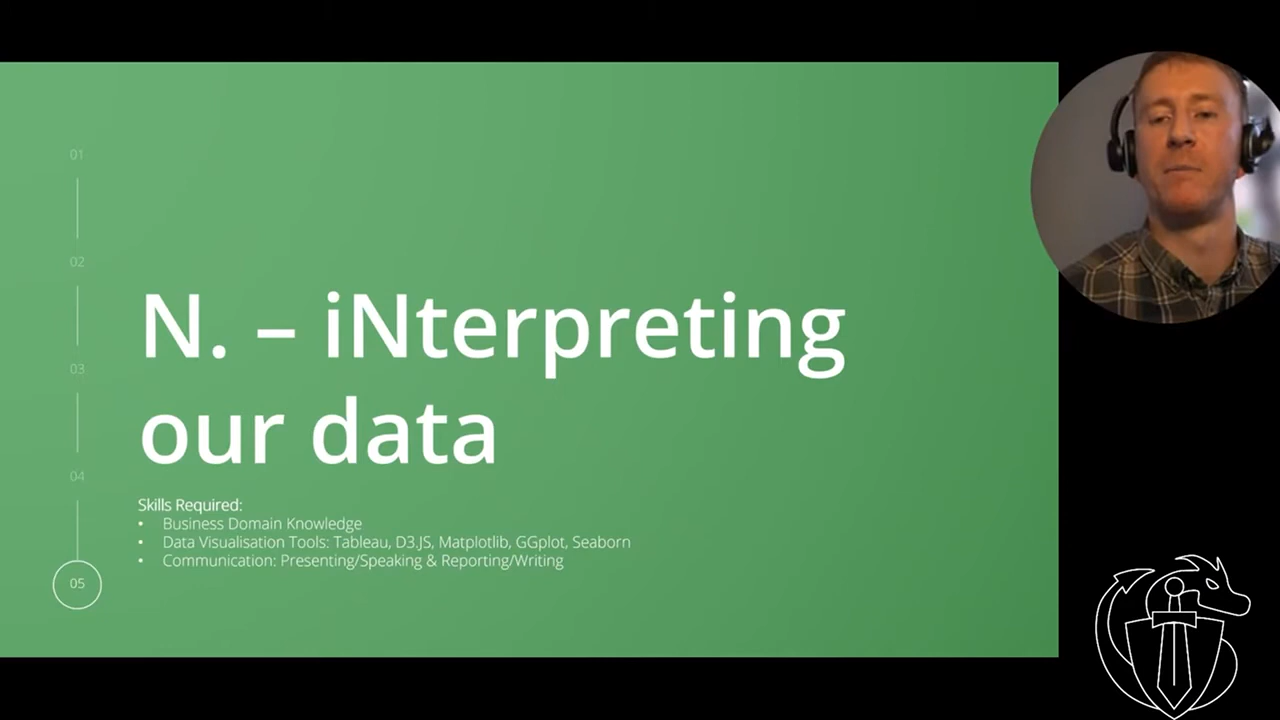 01
02
03
04
05
N. – iNterpreting
our data
Skills Required:
• Business Domain Knowledge
• Data Visualisation Tools: Tableau, D3.JS, Matplotlib, GGplot, Seaborn
• Communication: Presenting/Speaking & Reporting/Writing